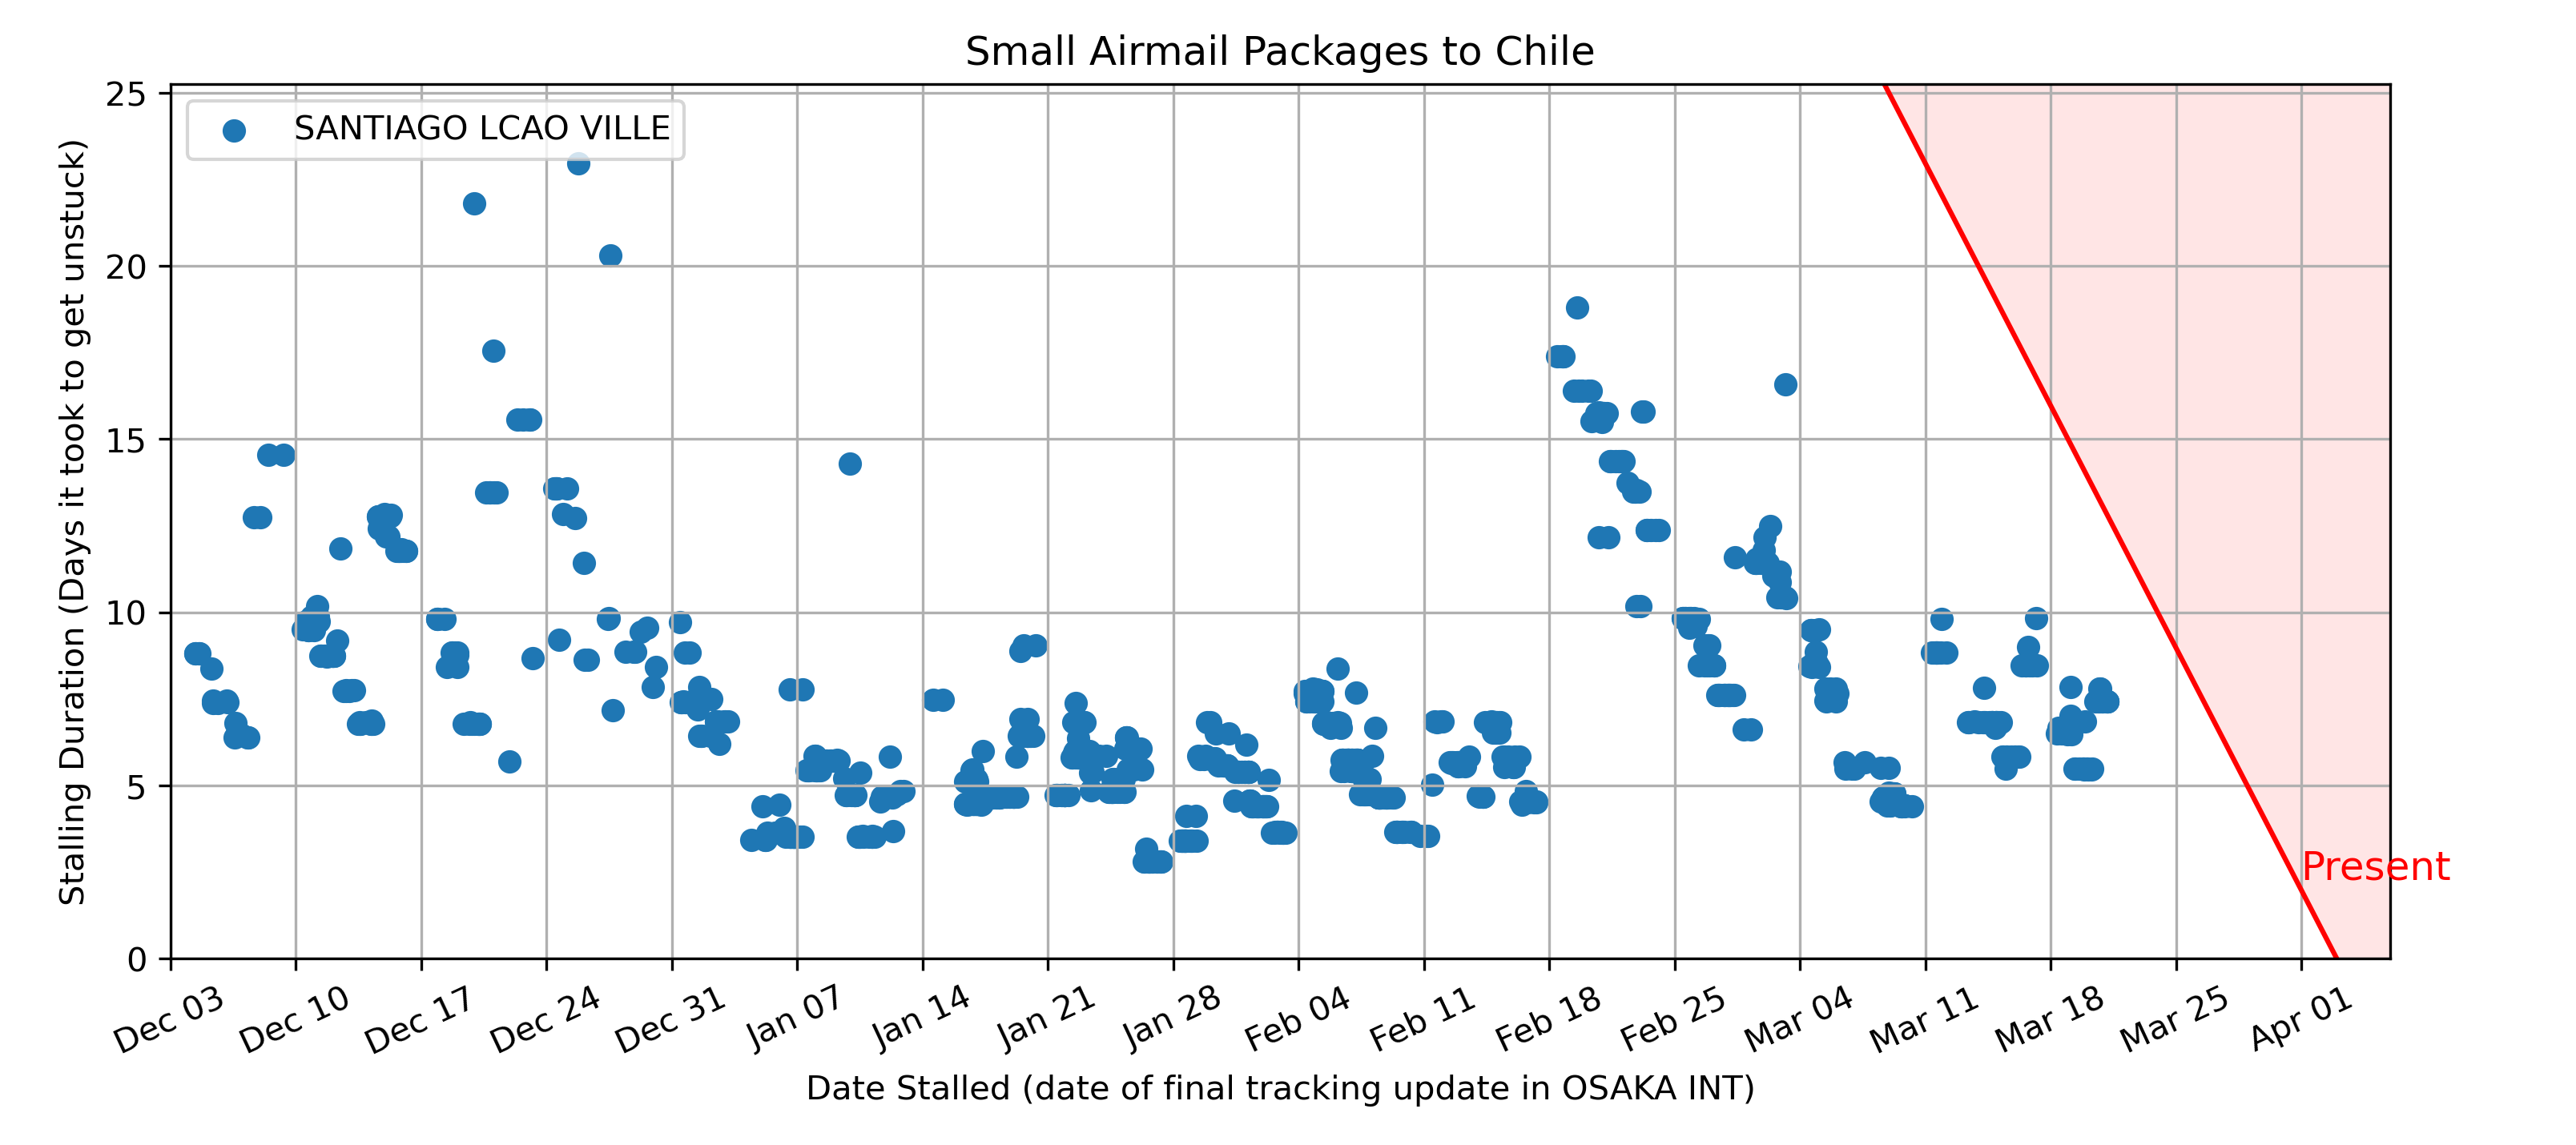 Small Airmail Packages to Chile
SANTIAGO LCAO VILLE
Stalling Duration (Days it took to get unstuck)
25
20
15
10
5
0
Present
Dec 03
Dec 10
Dec 17
Dec 24
Dec 31
Jan 07
Jan 14
Jan 21
Jan 28
Feb 04
Feb 11
Feb 18
Feb 25
Mar 04
Mar 11
Mar 18
Mar 25
Apr 01
Date Stalled (date of final tracking update in OSAKA INT)